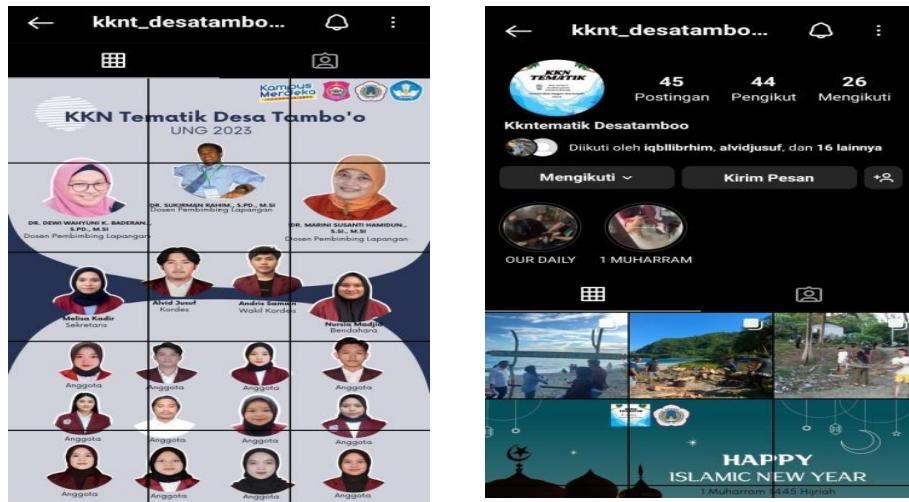 kknt_desatambo...
Kampus
Merdeka
KKN Tematik Desa Tambo'o
UNG 2023
DR. SUKIRMAN RAHIM., S.PD., M.SI
Dosen Pembimbing Lapangan
DR. DEWI WAHYUNI K. BADERAN.,
S.PD., M.SI
Dosen Pembimbing Lapangan
DR. MARINI SUSANTI HAMIDUN.,
S.SI., M.SI
Dosen Pembimbing Lapangan
Melisa Kadir
Sekretaris
Alvid Jusuf
Kordes
Andris Saman
Wakil Kordes
Nursia Madjid
Bendahara
Anggota
Anggota
Anggota
Anggota
Anggota
Anggota
Anggota
Anggota
Anggota
Anggota
Anggota
Anggota
kknt_desatambo...
KKN
TEMATIK
45
Postingan
44
Pengikut
26
Mengikuti
Kkntematik Desatamboo
Diikuti oleh iqbllibrhim, alvidjusuf, dan 16 lainnya
Mengikuti
Kirim Pesan
OUR DAILY
1 MUHARRAM
HAPPY
ISLAMIC NEW YEAR
1 Muharram 1445 Hijriah